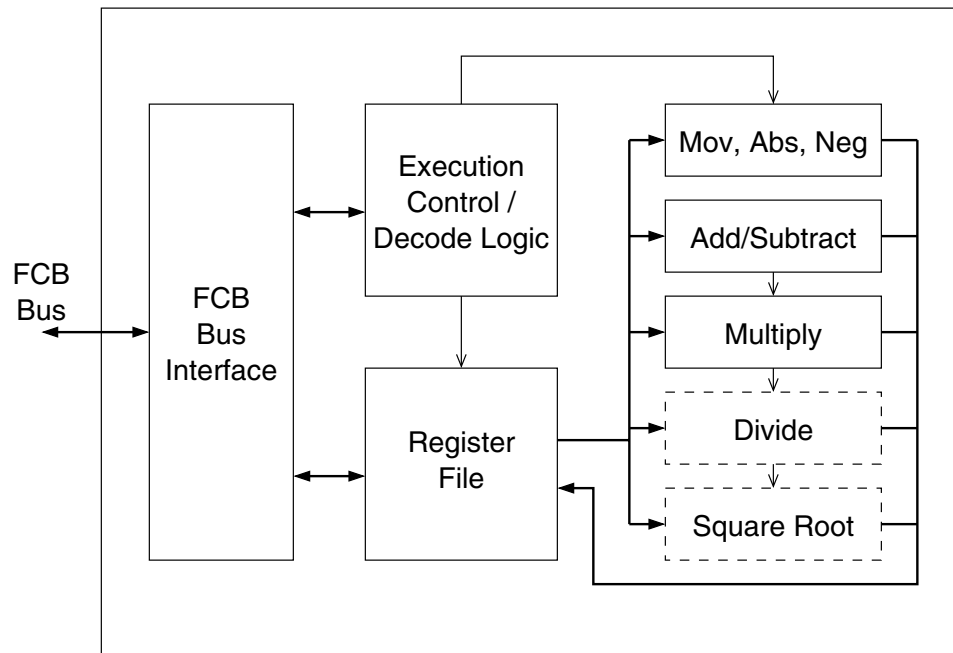 FCB
Bus
FCB
Bus
Interface
Execution
Control /
Decode Logic
Register
File
Mov, Abs, Neg
Add/Subtract
Multiply
Divide
Square Root